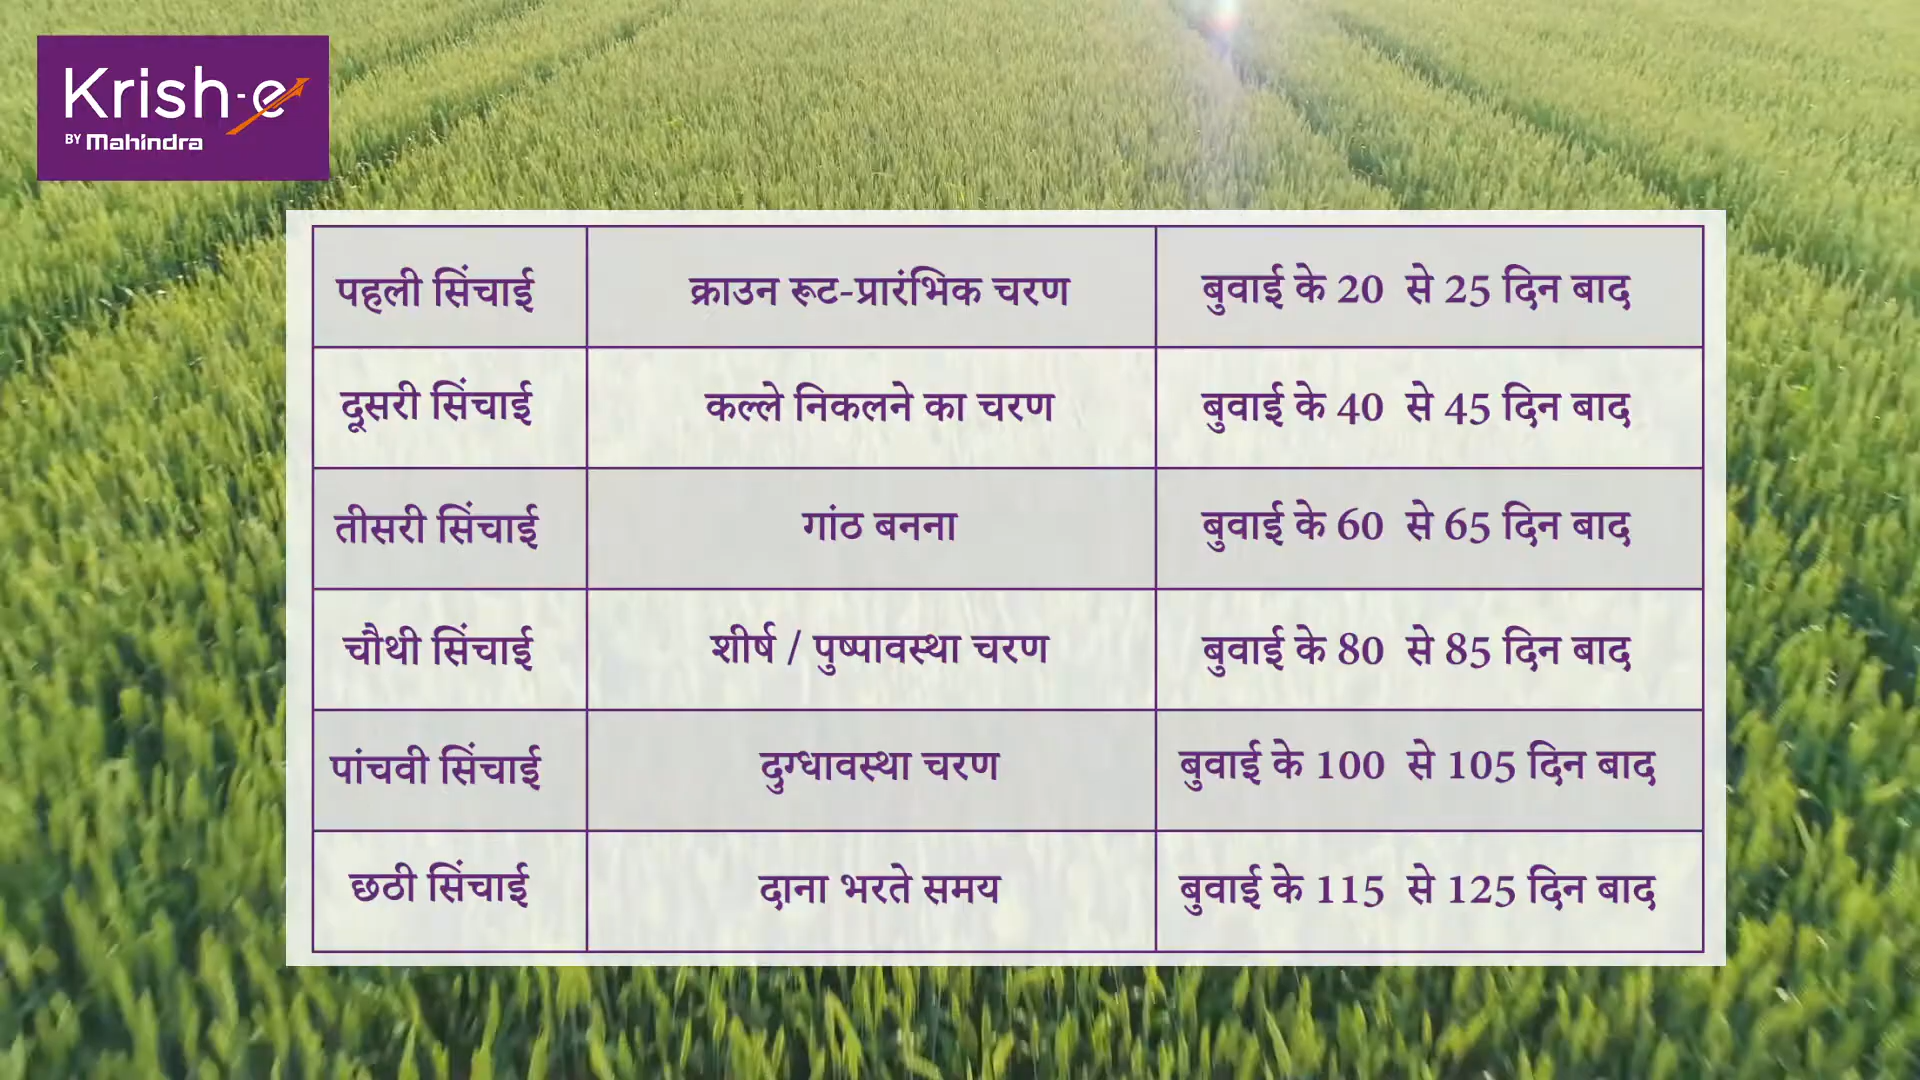 Krish-e
BY Mahindra
पहली सिंचाई क्राउन रूट-प्रारंभिक चरण बुवाई के 20 से 25 दिन बाद
दूसरी सिंचाई कल्ले निकलने का चरण बुवाई के 40 से 45 दिन बाद
तीसरी सिंचाई गांठ बनना बुवाई के 60 से 65 दिन बाद
चौथी सिंचाई शीर्ष / पुष्पावस्था चरण बुवाई के 80 से 85 दिन बाद
पांचवी सिंचाई दुग्धावस्था चरण बुवाई के 100 से 105 दिन बाद
छठी सिंचाई दाना भरते समय बुवाई के 115 से 125 दिन बाद